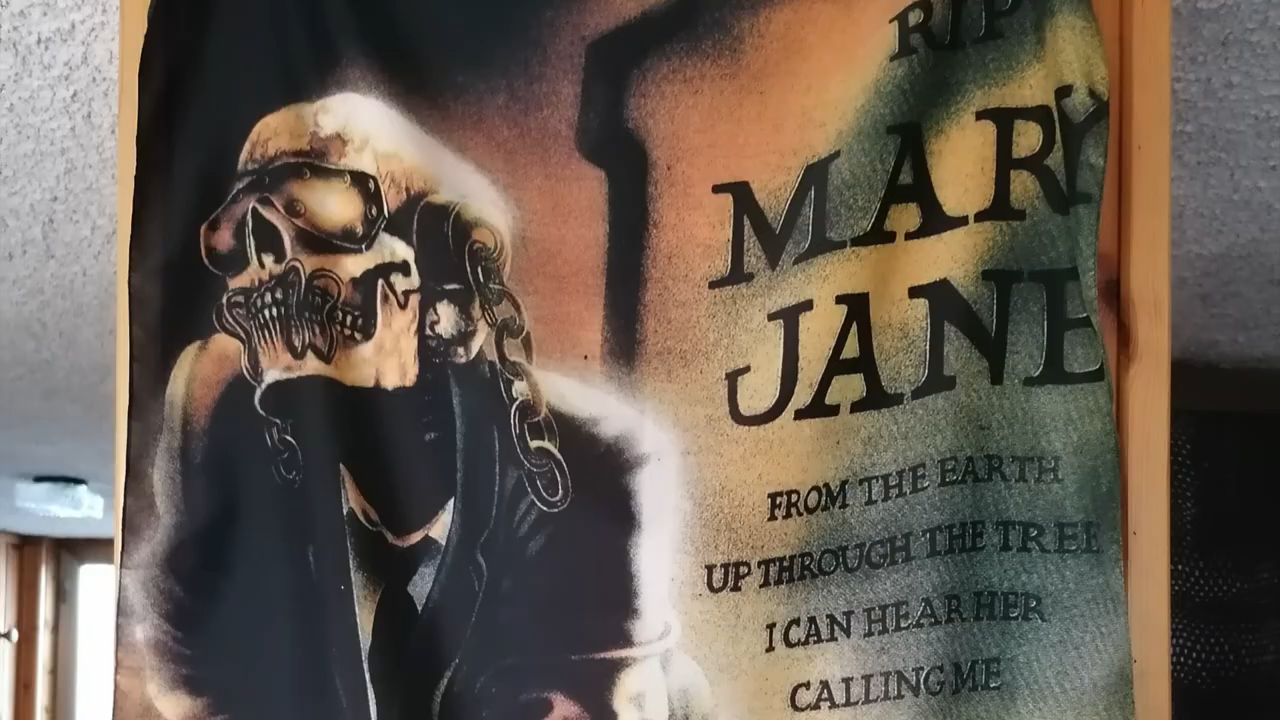 RIP
MARY
JANE
FROM THE EARTH
UP THROUGH THE TREE
I CAN HEAR HER
CALLING ME